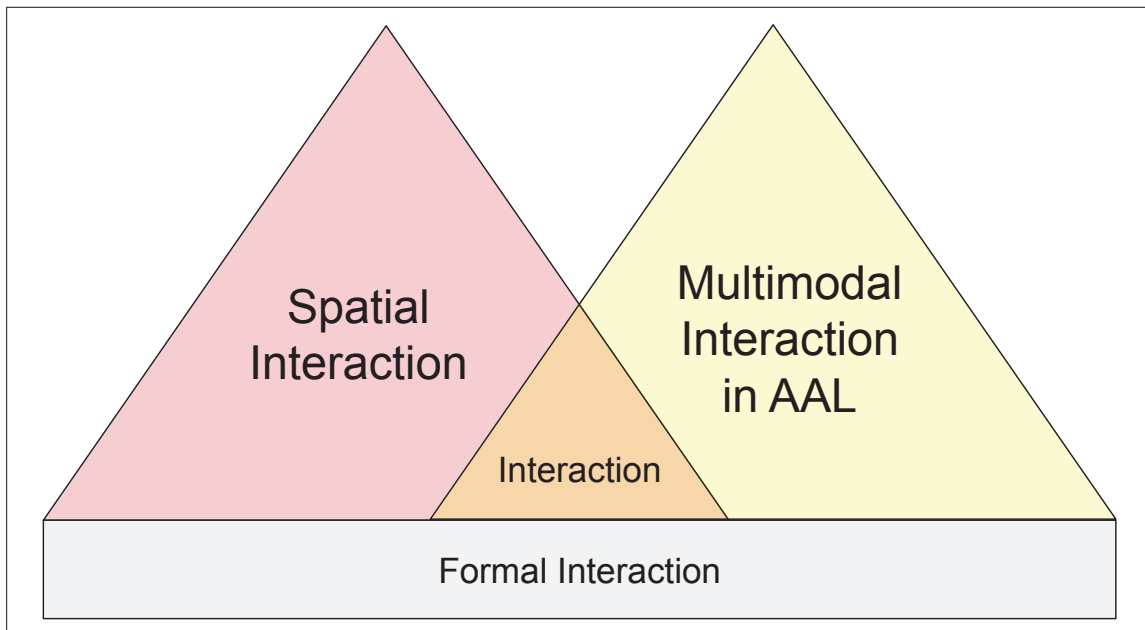 Spatial
Interaction
Multimodal
Interaction
in AAL
Interaction
Formal Interaction